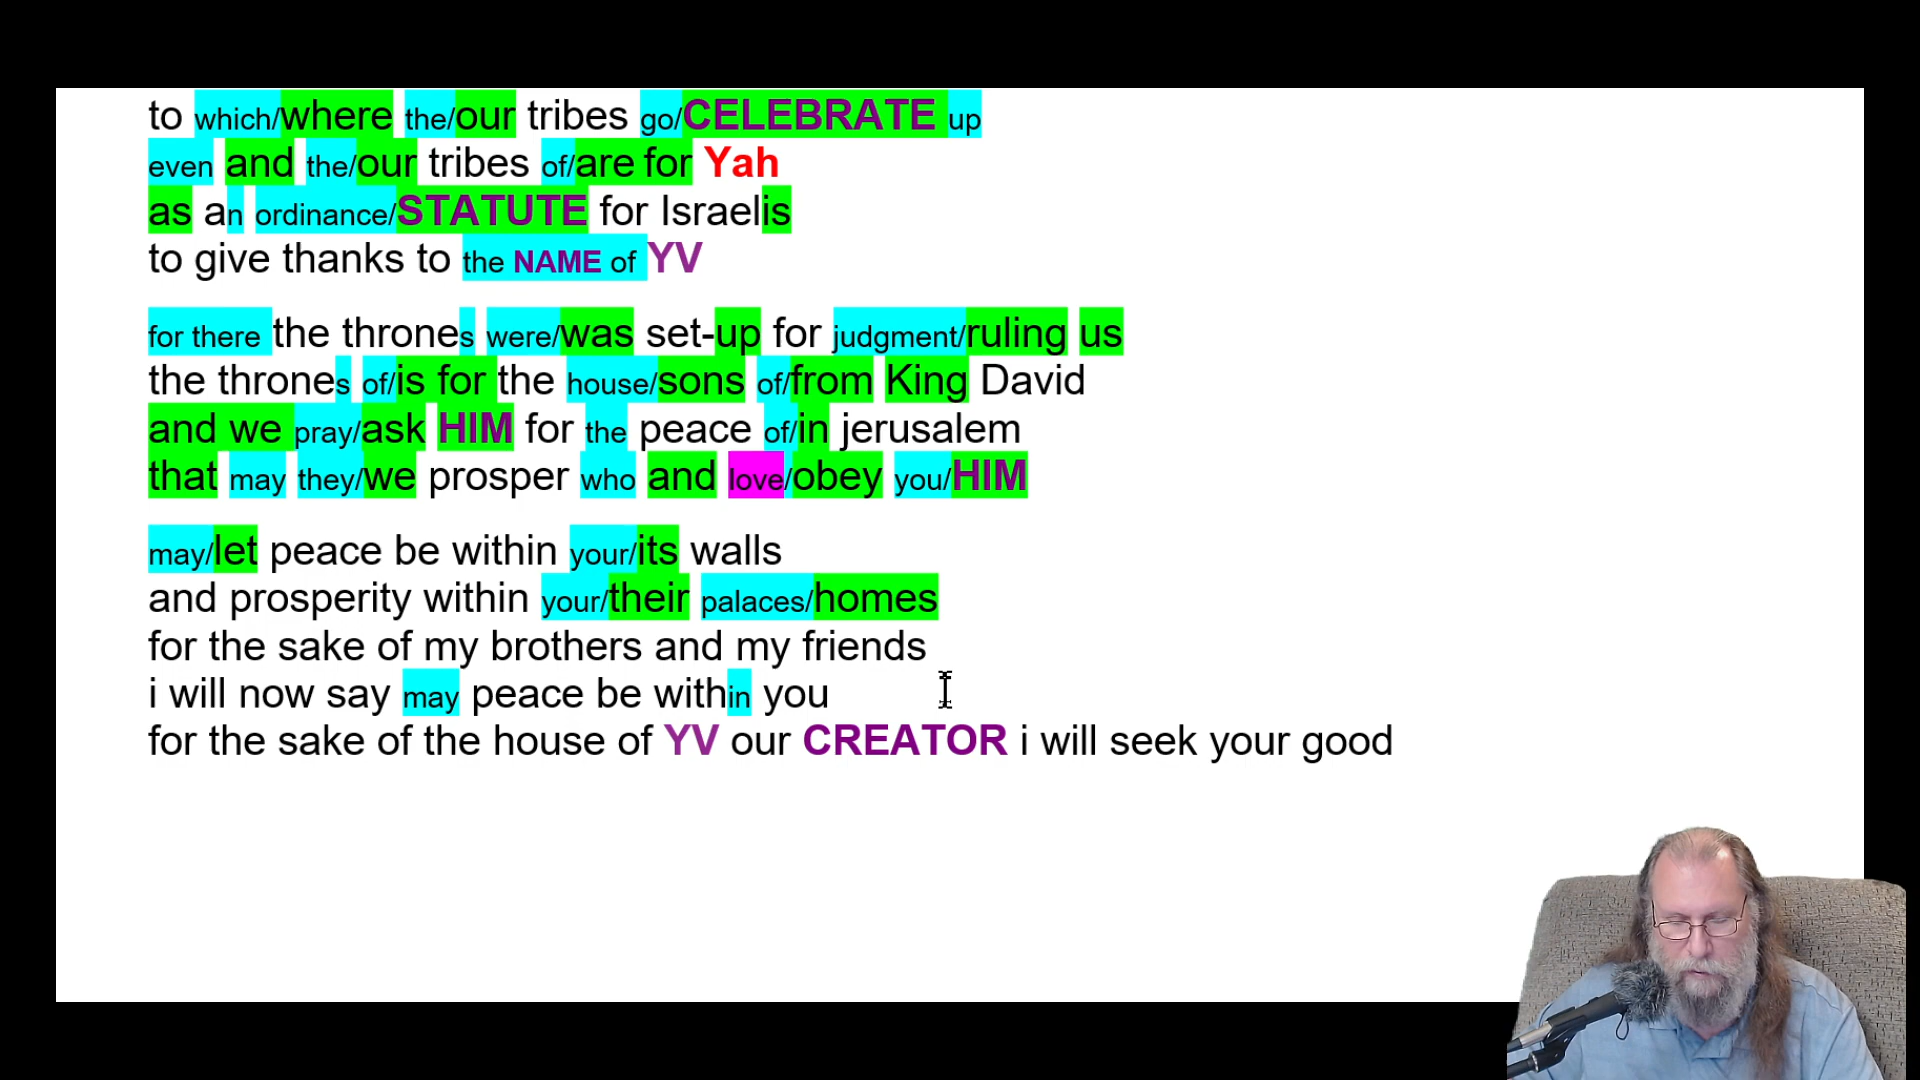 to which/where the/our tribes go/CELEBRATE up
even and the/our tribes of/are for Yah
as an ordinance/STATUTE for Israelis
to give thanks to the NAME of YV
for there the thrones were/was set-up for judgment/ruling us
the thrones of/is for the house/sons of/from King David
and we pray/ask HIM for the peace of/in jerusalem
that may they/we prosper who and love/obey you/HIM
may/let peace be within your/its walls
and prosperity within your/their palaces/homes
for the sake of my brothers and my friends
i will now say may peace be within you
for the sake of the house of YV our CREATOR i will seek your good